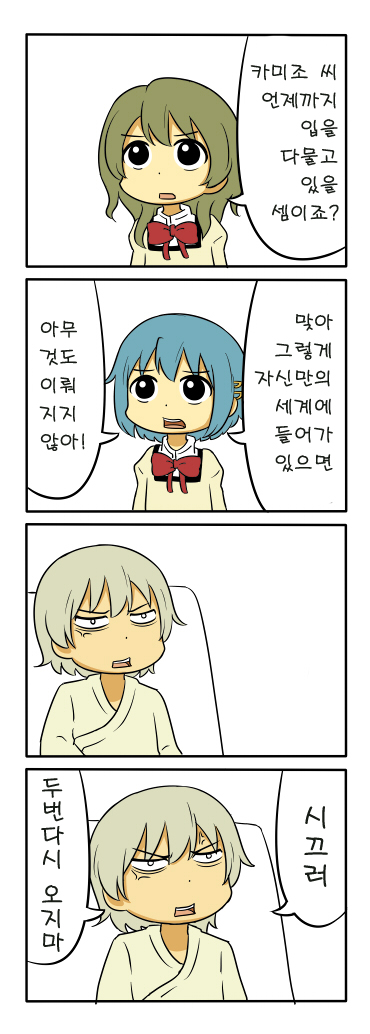 카미조 씨
언제까지
입을
다물고
있을
셈이죠?
맞아
그렇게
자신만의
세계에
들어가
있으면
아무
것도
이뤄
지지
않아!
시끄러
두번다시 오지마